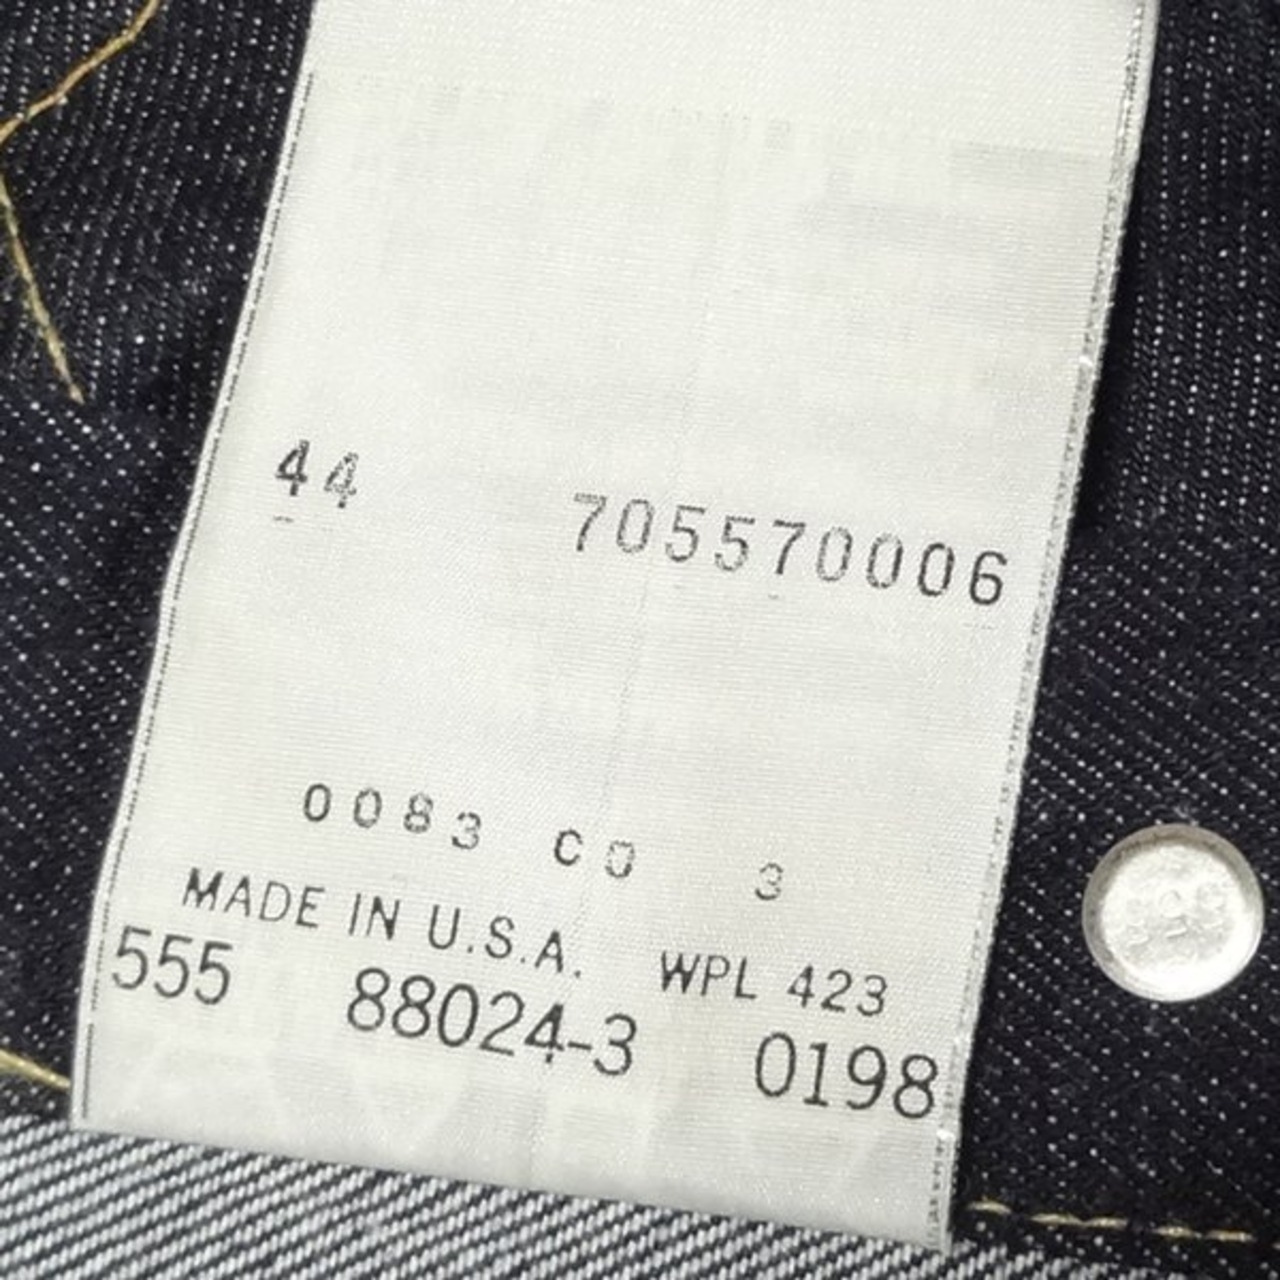 44 705570006
0083 C0 3
MADE IN U.S.A. WPL 423
555 88024-3 0198